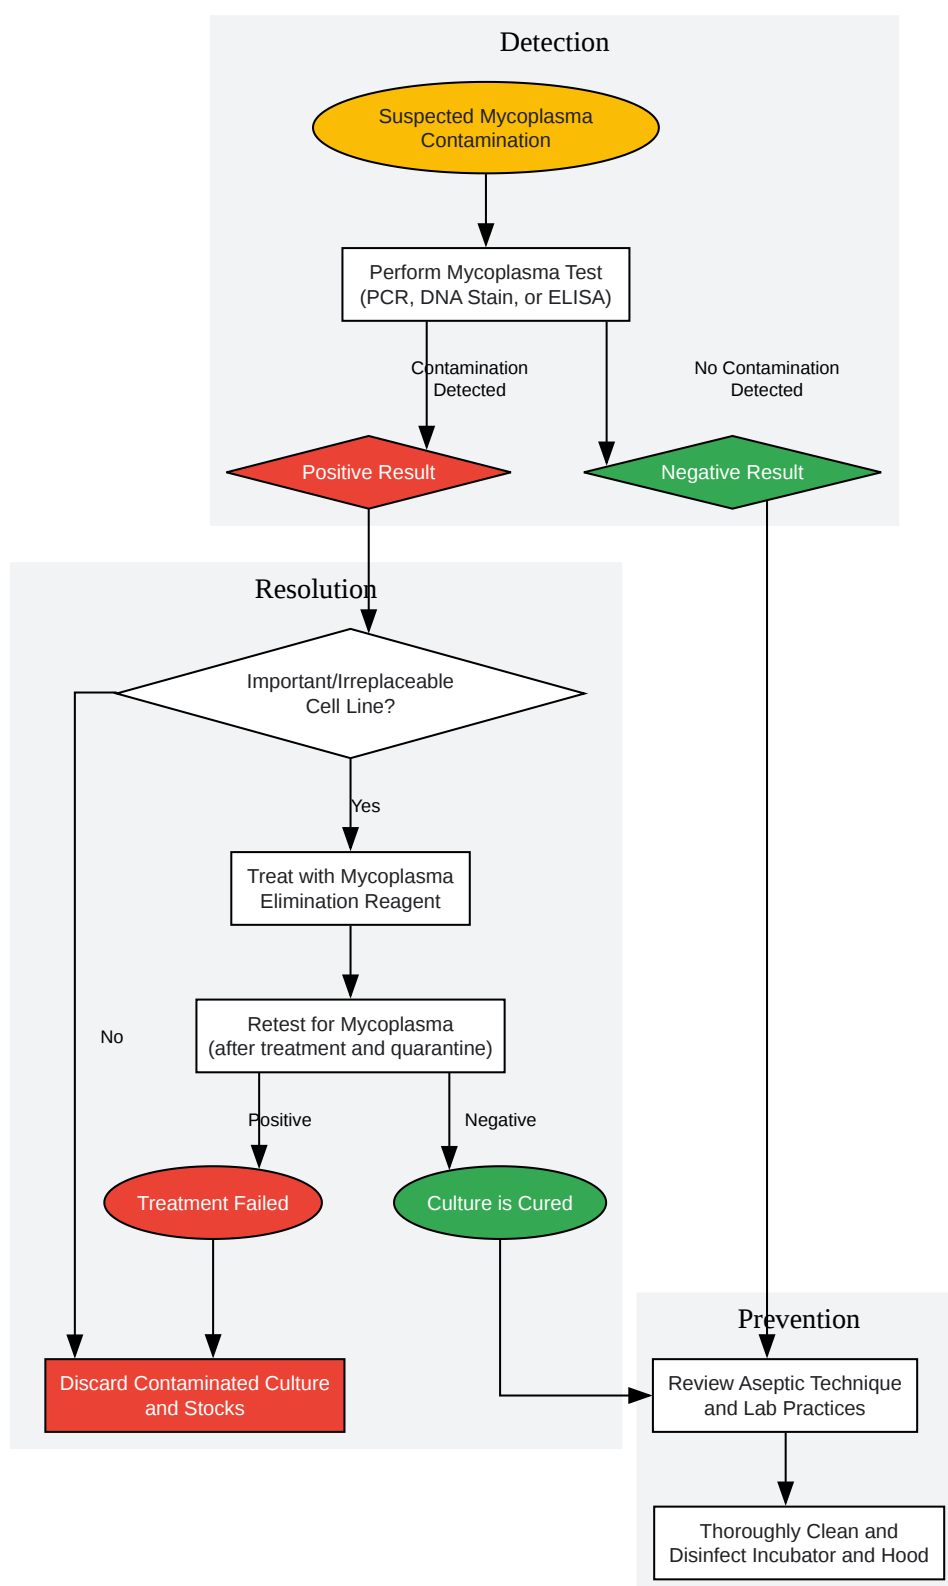 Detection
Suspected Mycoplasma
Contamination
Perform Mycoplasma Test
(PCR, DNA Stain, or ELISA)
Contamination
Detected
No Contamination
Detected
Positive Result
Negative Result
Resolution
Important/Irreplaceable
Cell Line?
Yes
Treat with Mycoplasma
Elimination Reagent
Retest for Mycoplasma
(after treatment and quarantine)
No
Positive
Negative
Treatment Failed
Culture is Cured
Discard Contaminated Culture
and Stocks
Prevention
Review Aseptic Technique
and Lab Practices
Thoroughly Clean and
Disinfect Incubator and Hood